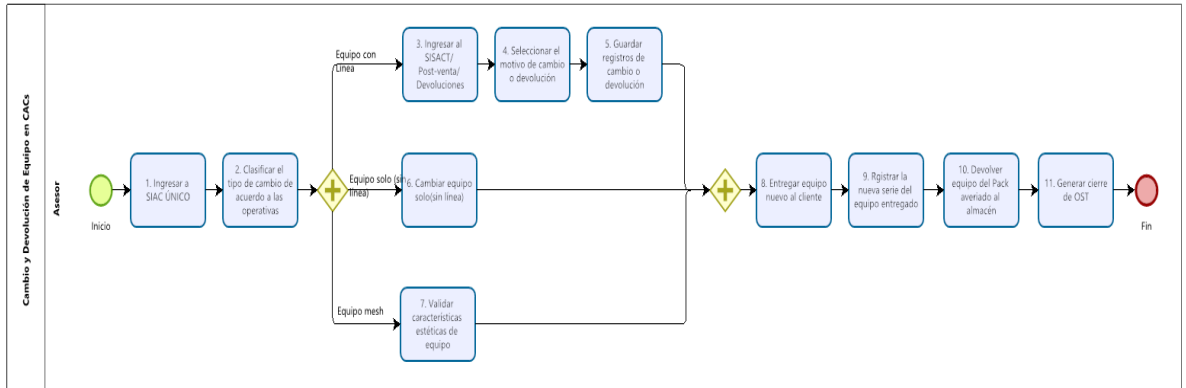 Cambio y Devolución de Equipo en CACs
Asesor
Inicio
1. Ingresar a
SIAC ÚNICO
2. Clasificar el
tipo de cambio de
acuerdo a las
operativas
Equipo con
Línea
3. Ingresar al
SISACT/
Post-venta/
Devoluciones
4. Seleccionar el
motivo de cambio
o devolución
5. Guardar
registros de
cambio o
devolución
Equipo solo (sin
línea)
6. Cambiar equipo
solo(sin línea)
Equipo mesh
7. Validar
características
estéticas de
equipo
8. Entregar equipo
nuevo al cliente
9. Rgistrar la
nueva serie del
equipo entregado
10. Devolver
equipo del Pack
averiado al
almacén
11. Generar cierre
de OST
Fin